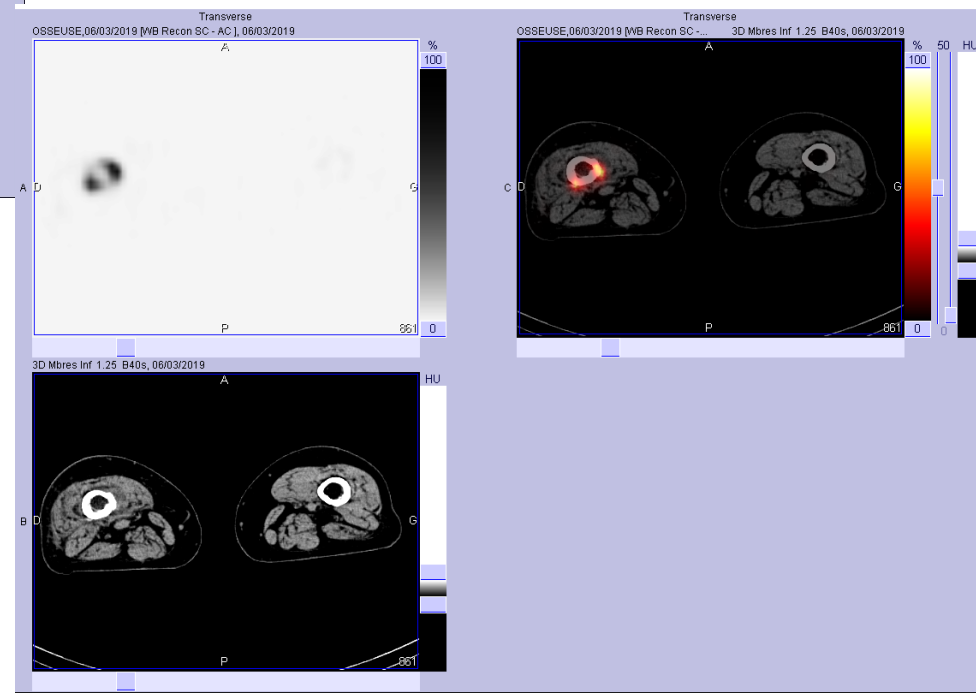 Transverse
OSSEUSE,06/03/2019 [WB Recon SC - AC ], 06/03/2019
A
%
100
A
D
G
P
861
0
Transverse
OSSEUSE,06/03/2019 [WB Recon SC -... 3D Mbres Inf 1.25 B40s, 06/03/2019
A
%
50
HU
100
C
D
G
P
861
0
0
3D Mbres Inf 1.25 B40s, 06/03/2019
A
HU
B
D
G
P
861